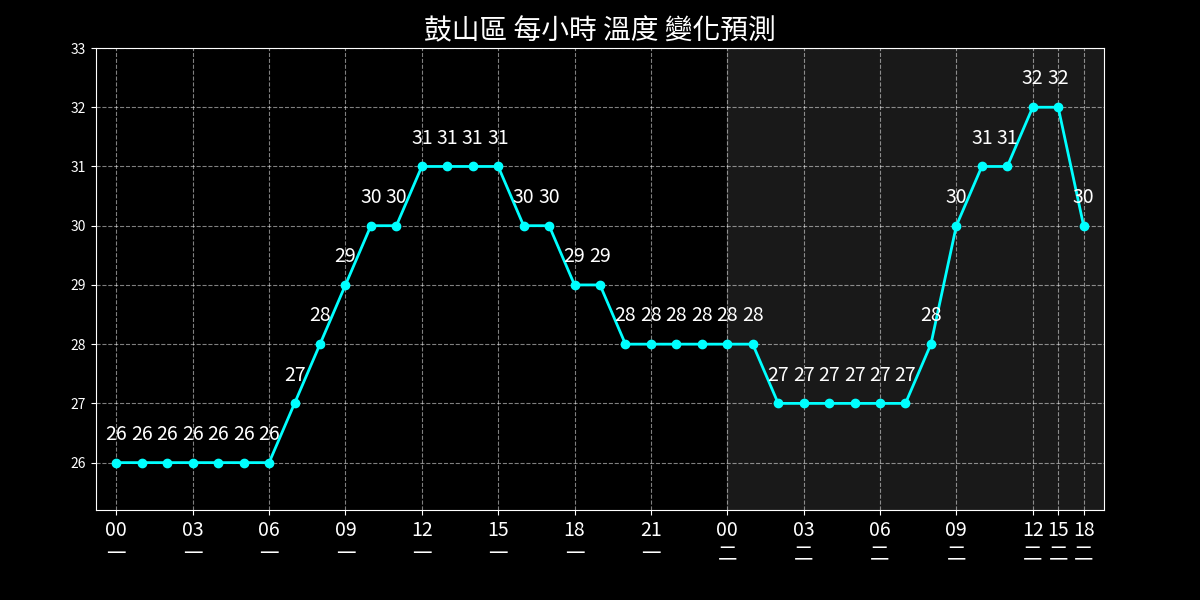 鼓山區 每小時 溫度 變化預測
33
32
31
30
29
28
27
26
32 32
31 31 31 31 31 31
30 30 30 30 30 30
29 29 29
28 28 28 28 28 28 28 28
27 27 27 27 27 27 27
26 26 26 26 26 26 26
00 03 06 09 12 15 18 21 00 03 06 09 12 15 18
一 一 一 一 一 一 一 一 二 二 二 二 二 二 二